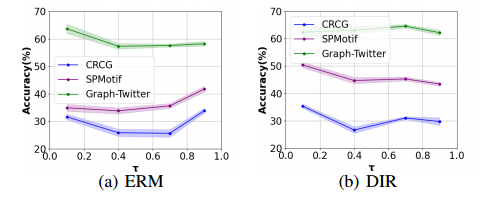 70
60
50
40
30
20
Accuracy(%)
CRCG
SPMotif
Graph-Twitter
0.0 0.2 0.4 0.6 0.8 1.0
τ
(a) ERM
70
60
50
40
30
20
Accuracy(%)
CRCG
SPMotif
Graph-Twitter
0.0 0.2 0.4 0.6 0.8 1.0
τ
(b) DIR